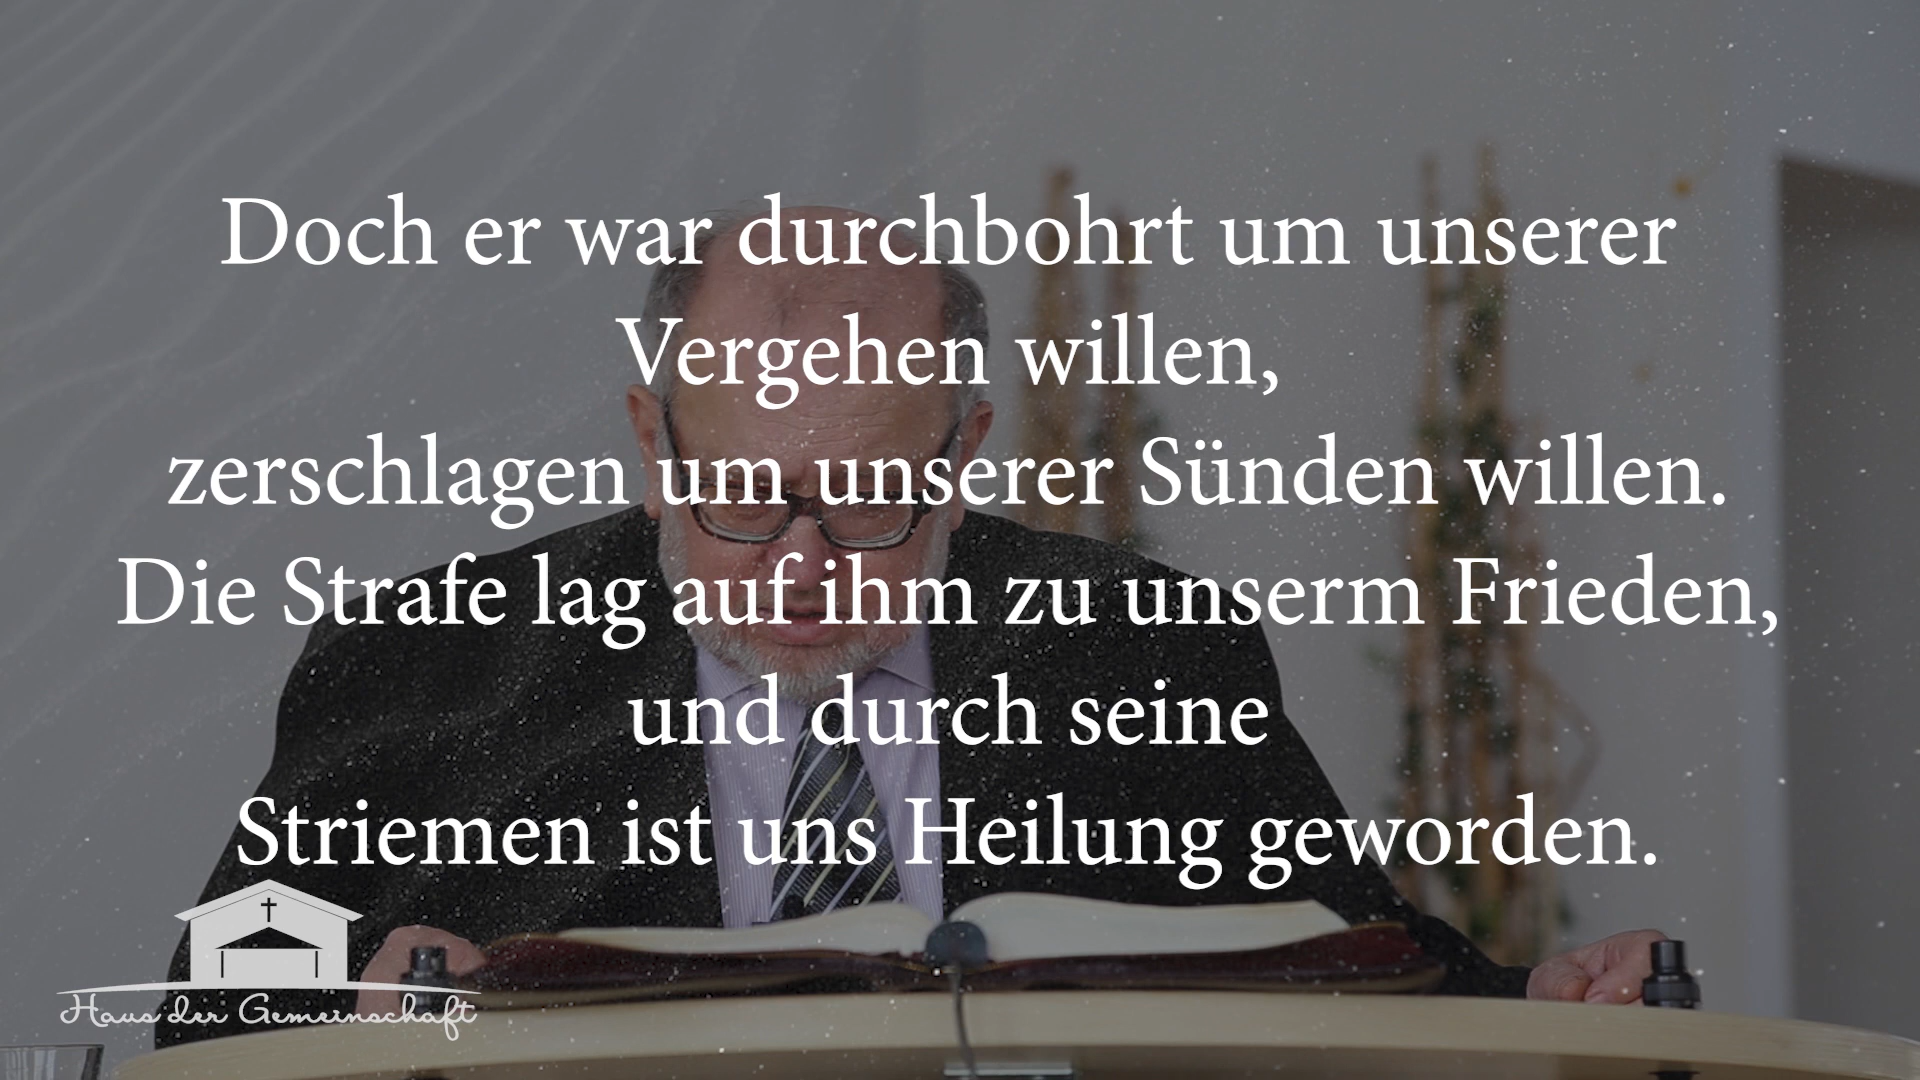 Doch er war durchbohrt um unserer
Vergehen willen,
zerschlagen um unserer Sünden willen.
Die Strafe lag auf ihm zu unserm Frieden,
und durch seine
Striemen ist uns Heilung geworden.
Haus der Gemeinschaft